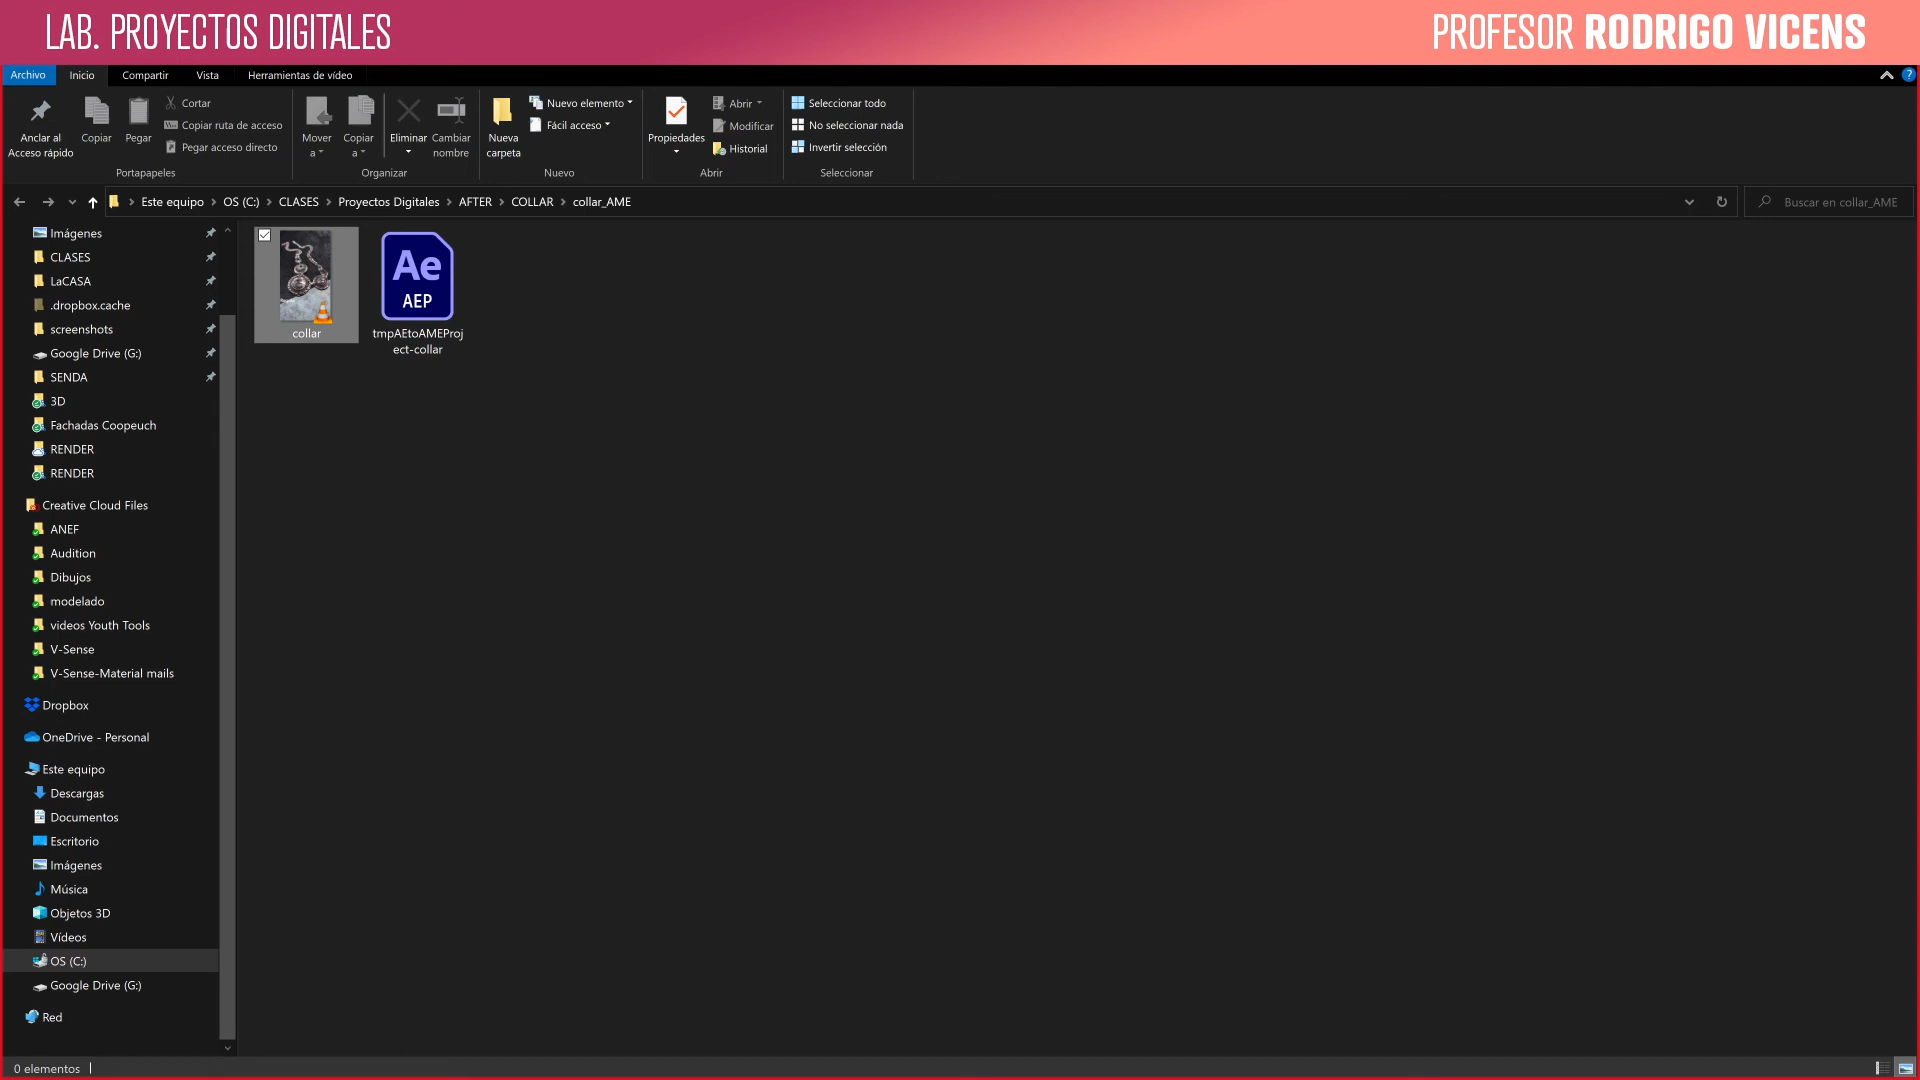 LAB. PROYECTOS DIGITALES
PROFESOR RODRIGO VICENS
Archivo
Inicio
Compartir
Vista
Herramientas de vídeo
Anclar al
Acceso rápido
Copiar
Pegar
Cortar
Copiar ruta de acceso
Pegar acceso directo
Portapapeles
Mover
a
Copiar
a
Eliminar
Cambiar
nombre
Organizar
Nueva
carpeta
Nuevo elemento
Fácil acceso
Nuevo
Propiedades
Abrir
Modificar
Historial
Abrir
Seleccionar todo
No seleccionar nada
Invertir selección
Seleccionar
Este equipo > OS (C:) > CLASES > Proyectos Digitales > AFTER > COLLAR > collar_AME
Buscar en collar_AME
Imágenes
CLASES
LaCASA
.dropbox.cache
screenshots
Google Drive (G:)
SENDA
3D
Fachadas Coopeuch
RENDER
RENDER
Creative Cloud Files
ANEF
Audition
Dibujos
modelado
videos Youth Tools
V-Sense
V-Sense-Material mails
Dropbox
OneDrive - Personal
Este equipo
Descargas
Documentos
Escritorio
Imágenes
Música
Objetos 3D
Vídeos
OS (C:)
Google Drive (G:)
Red
collar
Ae
AEP
tmpAEtoAMEProj
ect-collar
0 elementos